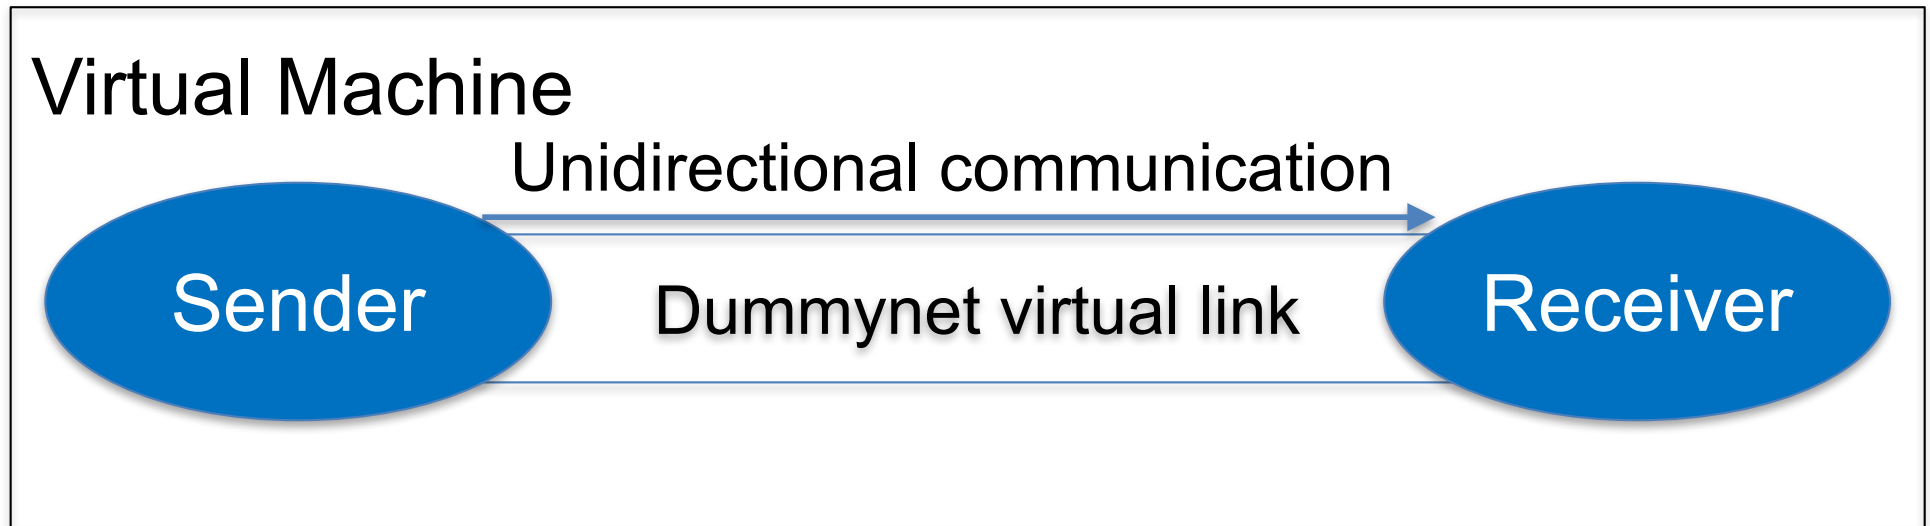 Virtual Machine
Unidirectional communication
Sender
Dummynet virtual link
Receiver